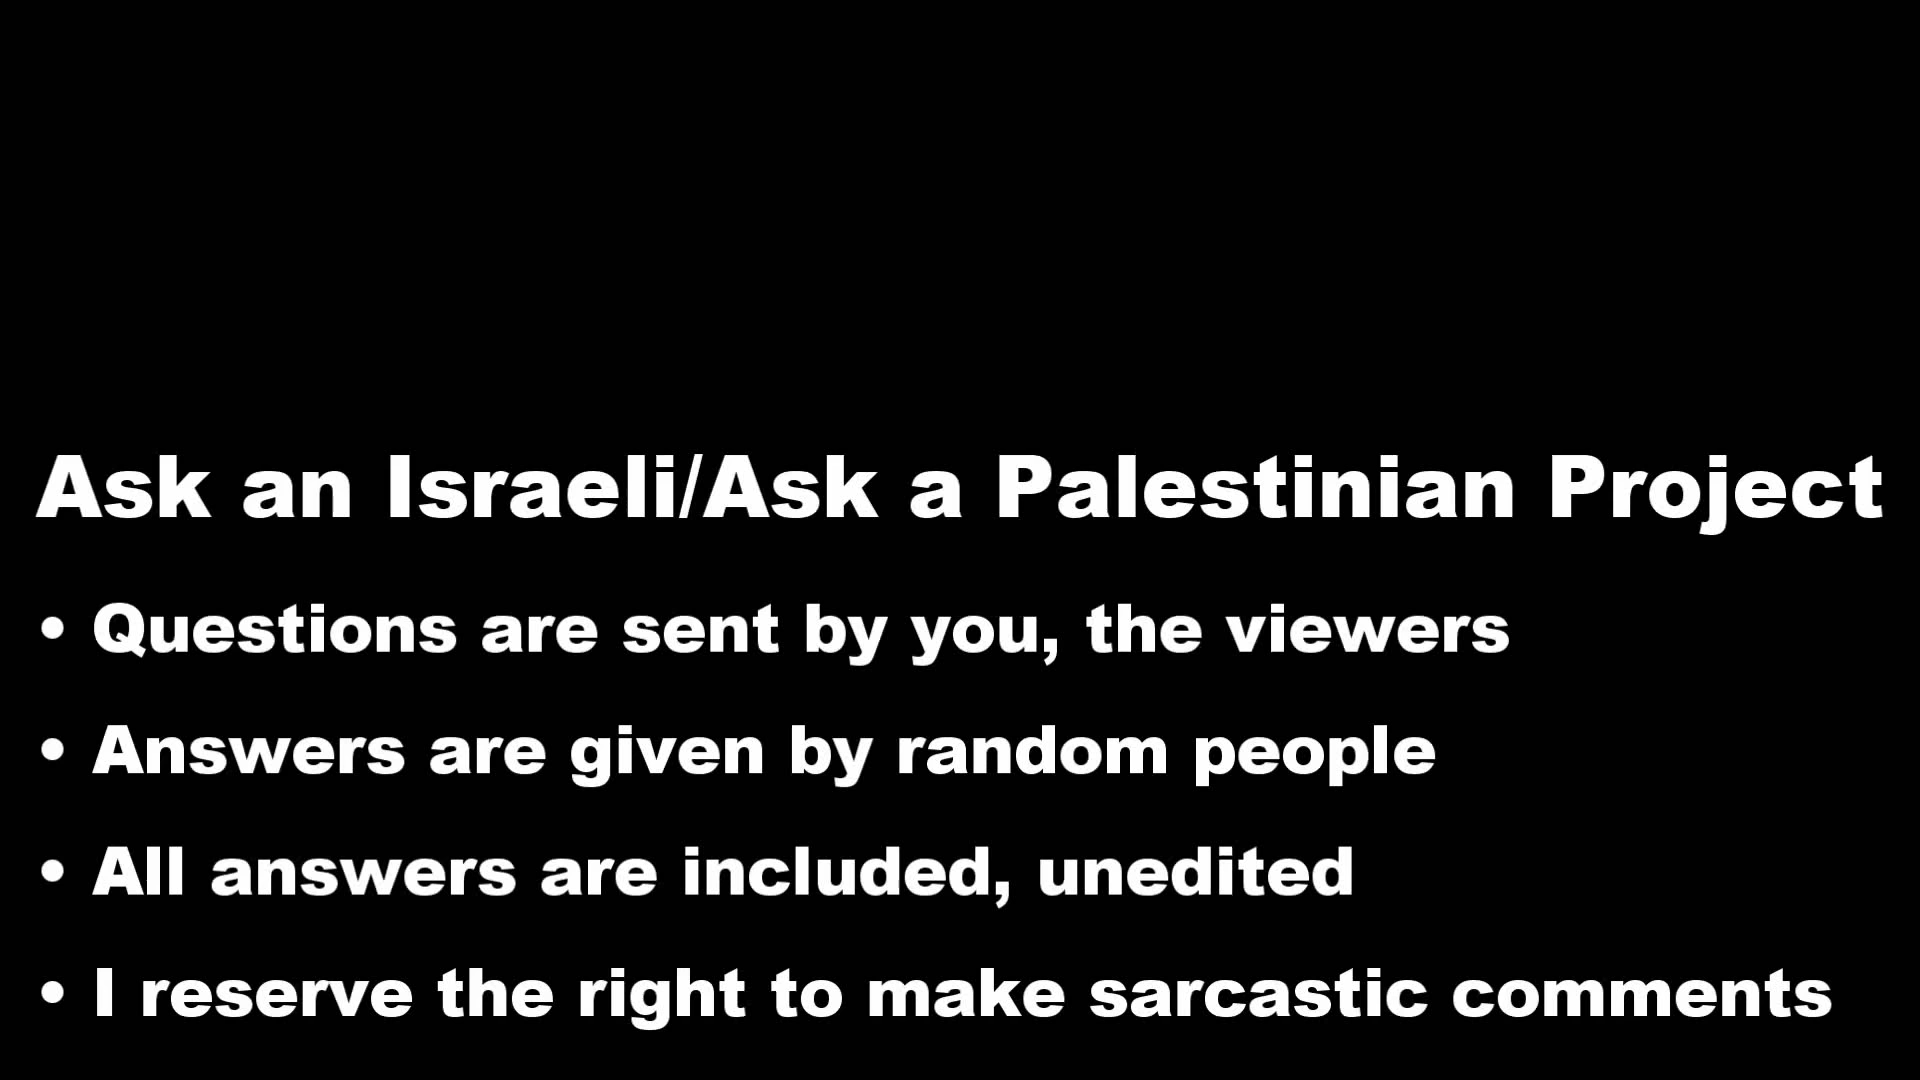 Ask an Israeli/Ask a Palestinian Project
• Questions are sent by you, the viewers
• Answers are given by random people
• All answers are included, unedited
• I reserve the right to make sarcastic comments